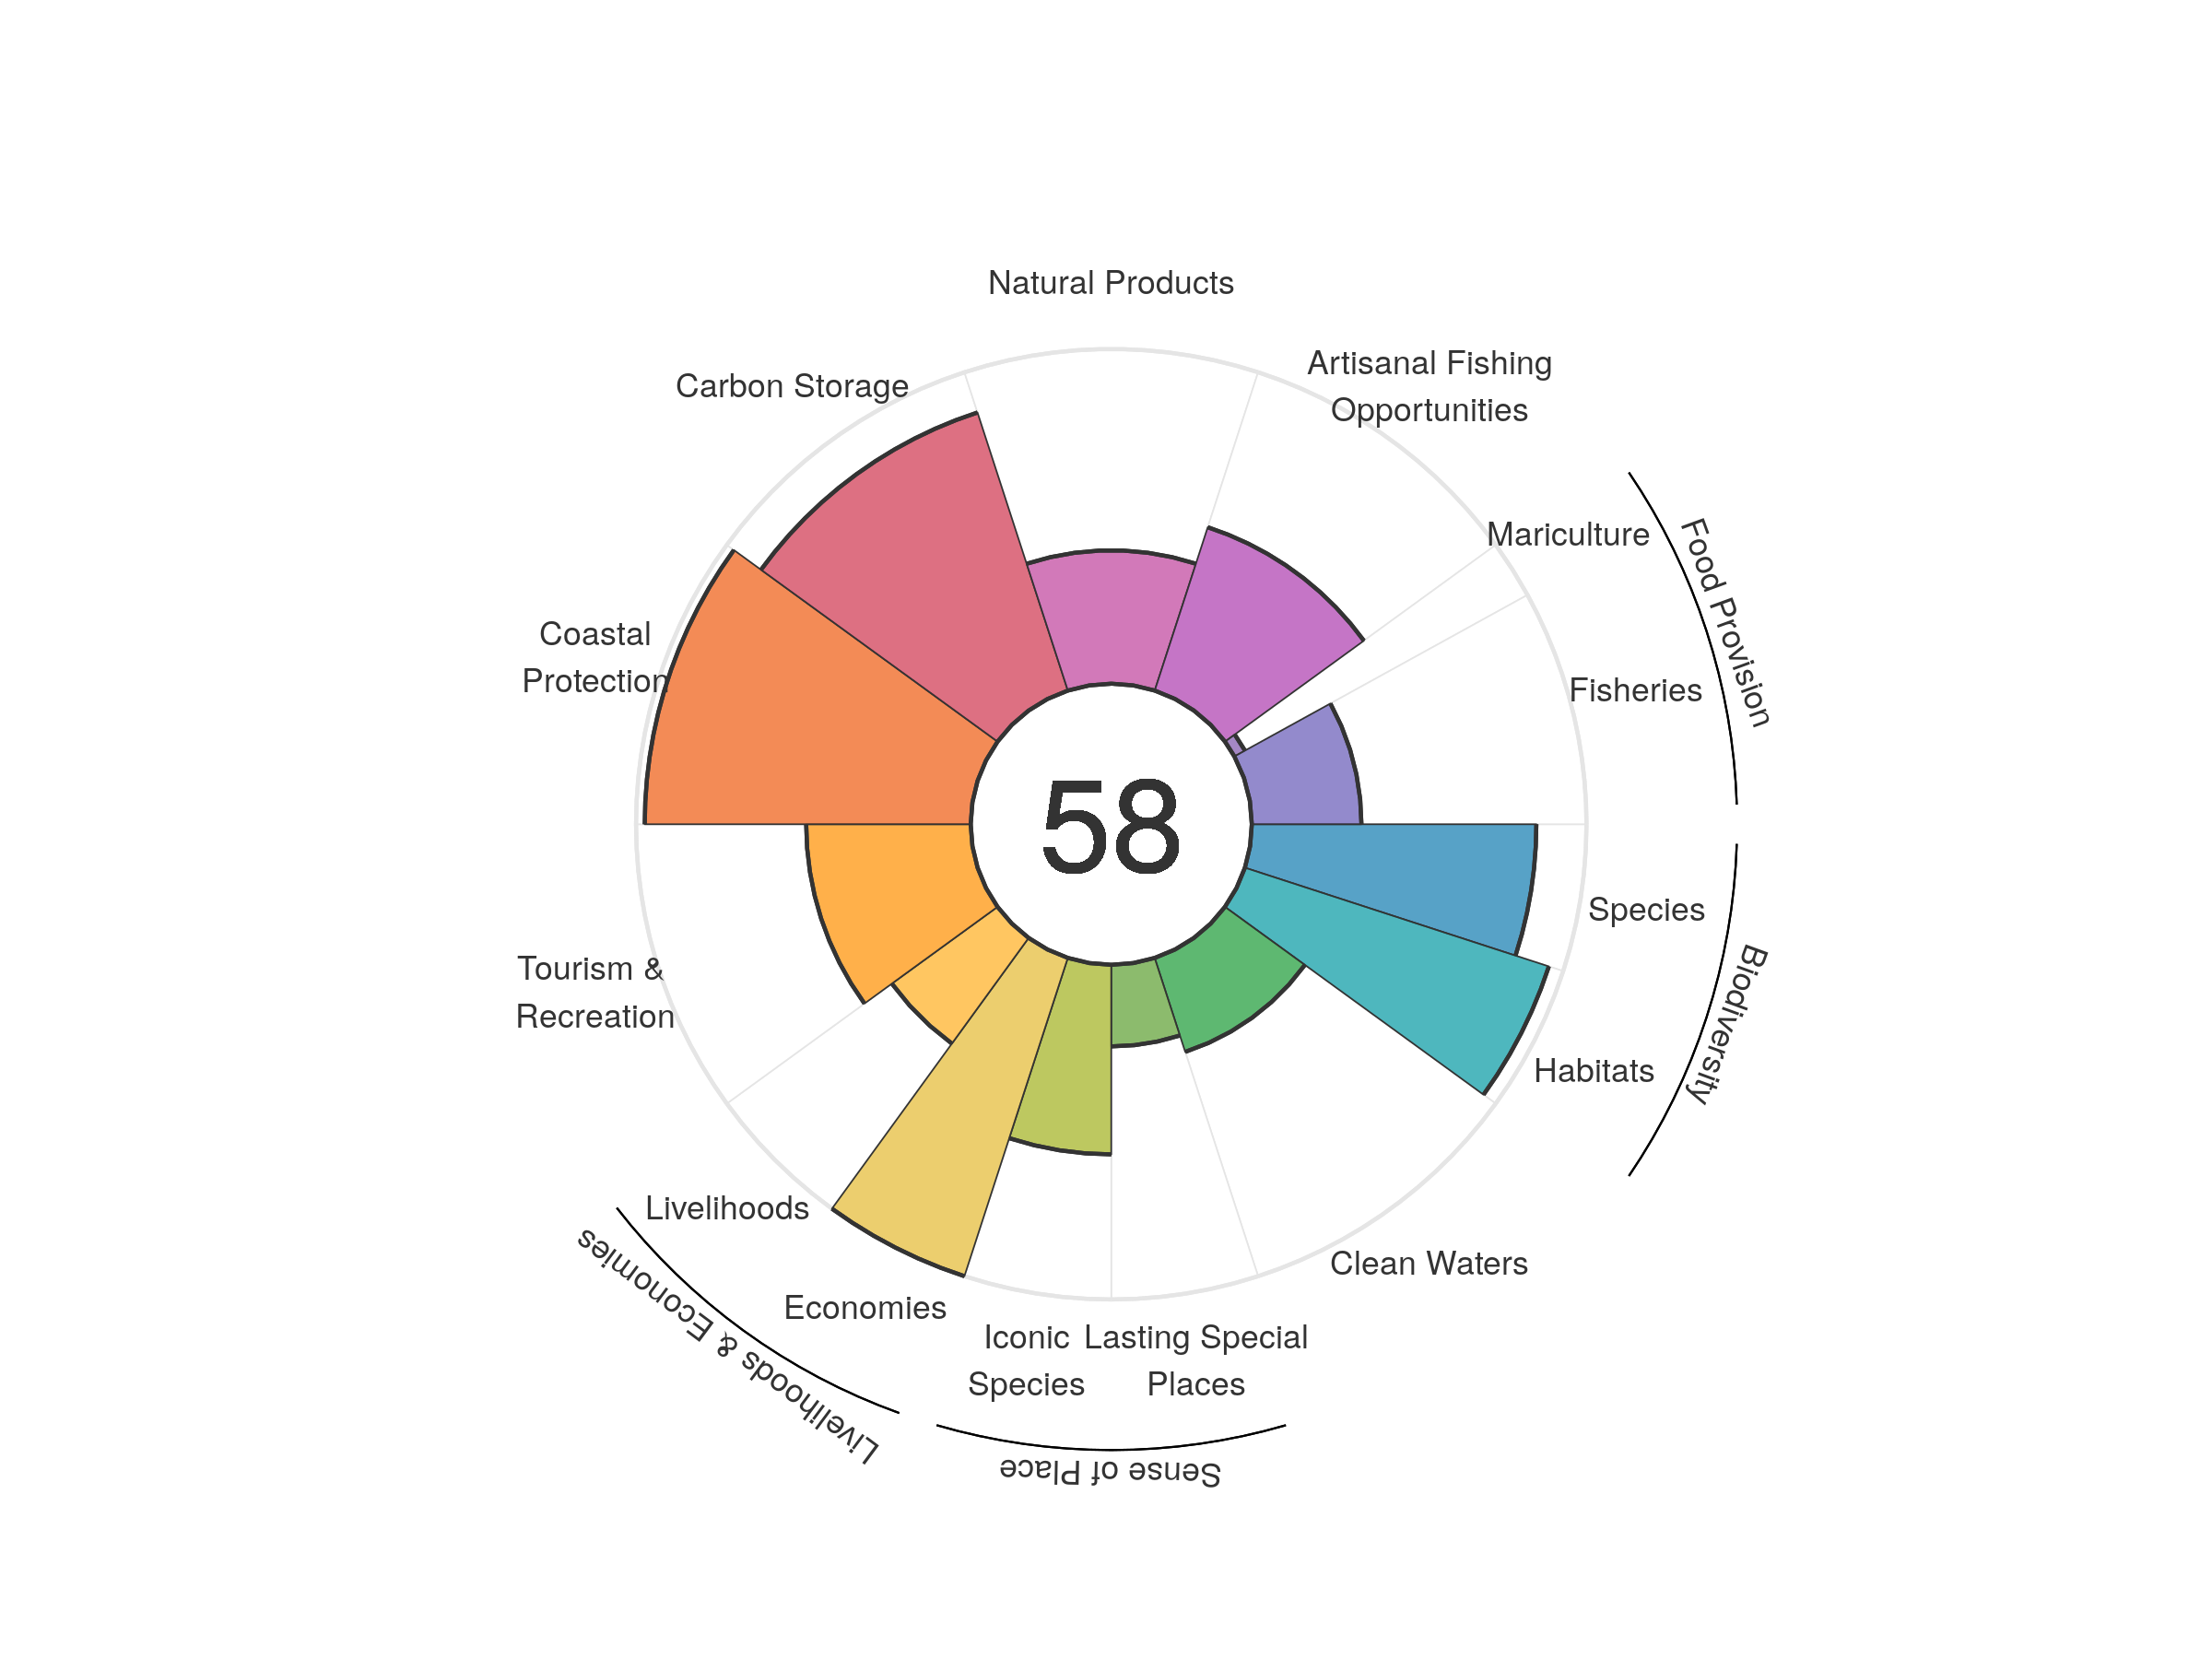 Natural Products
Artisanal Fishing
Opportunities
Carbon Storage
Mariculture
Food Provision
Fisheries
Coastal
Protection
58
Species
Biodiversity
Habitats
Tourism &
Recreation
Livelihoods
Clean Waters
Economies
Livelihoods & Economies
Iconic
Species
Lasting Special
Places
Sense of Place